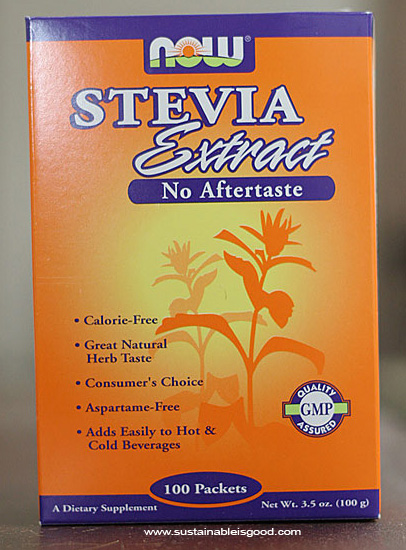 NOW
STEVIA
Extract
No Aftertaste
• Calorie-Free
• Great Natural
Herb Taste
• Consumer's Choice
• Aspartame-Free
• Adds Easily to Hot &
Cold Beverages
QUALITY
GMP
ASSURED
100 Packets
A Dietary Supplement
Net Wt. 3.5 oz. (100 g)
www.sustainableisgood.com